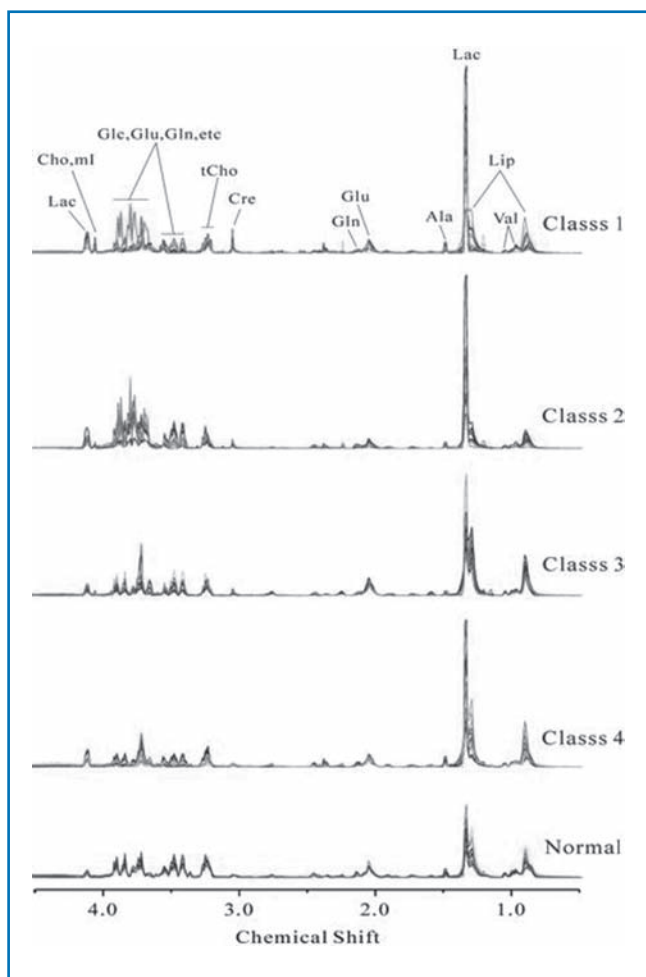 Lac
Glc,Glu,Gln,etc
Cho,mI
tCho
Lip
Lac
Cre
Glu
Gln
Ala
Val
Classs 1
Classs 2
Classs 3
Classs 4
Normal
4.0 3.0 2.0 1.0
Chemical Shift